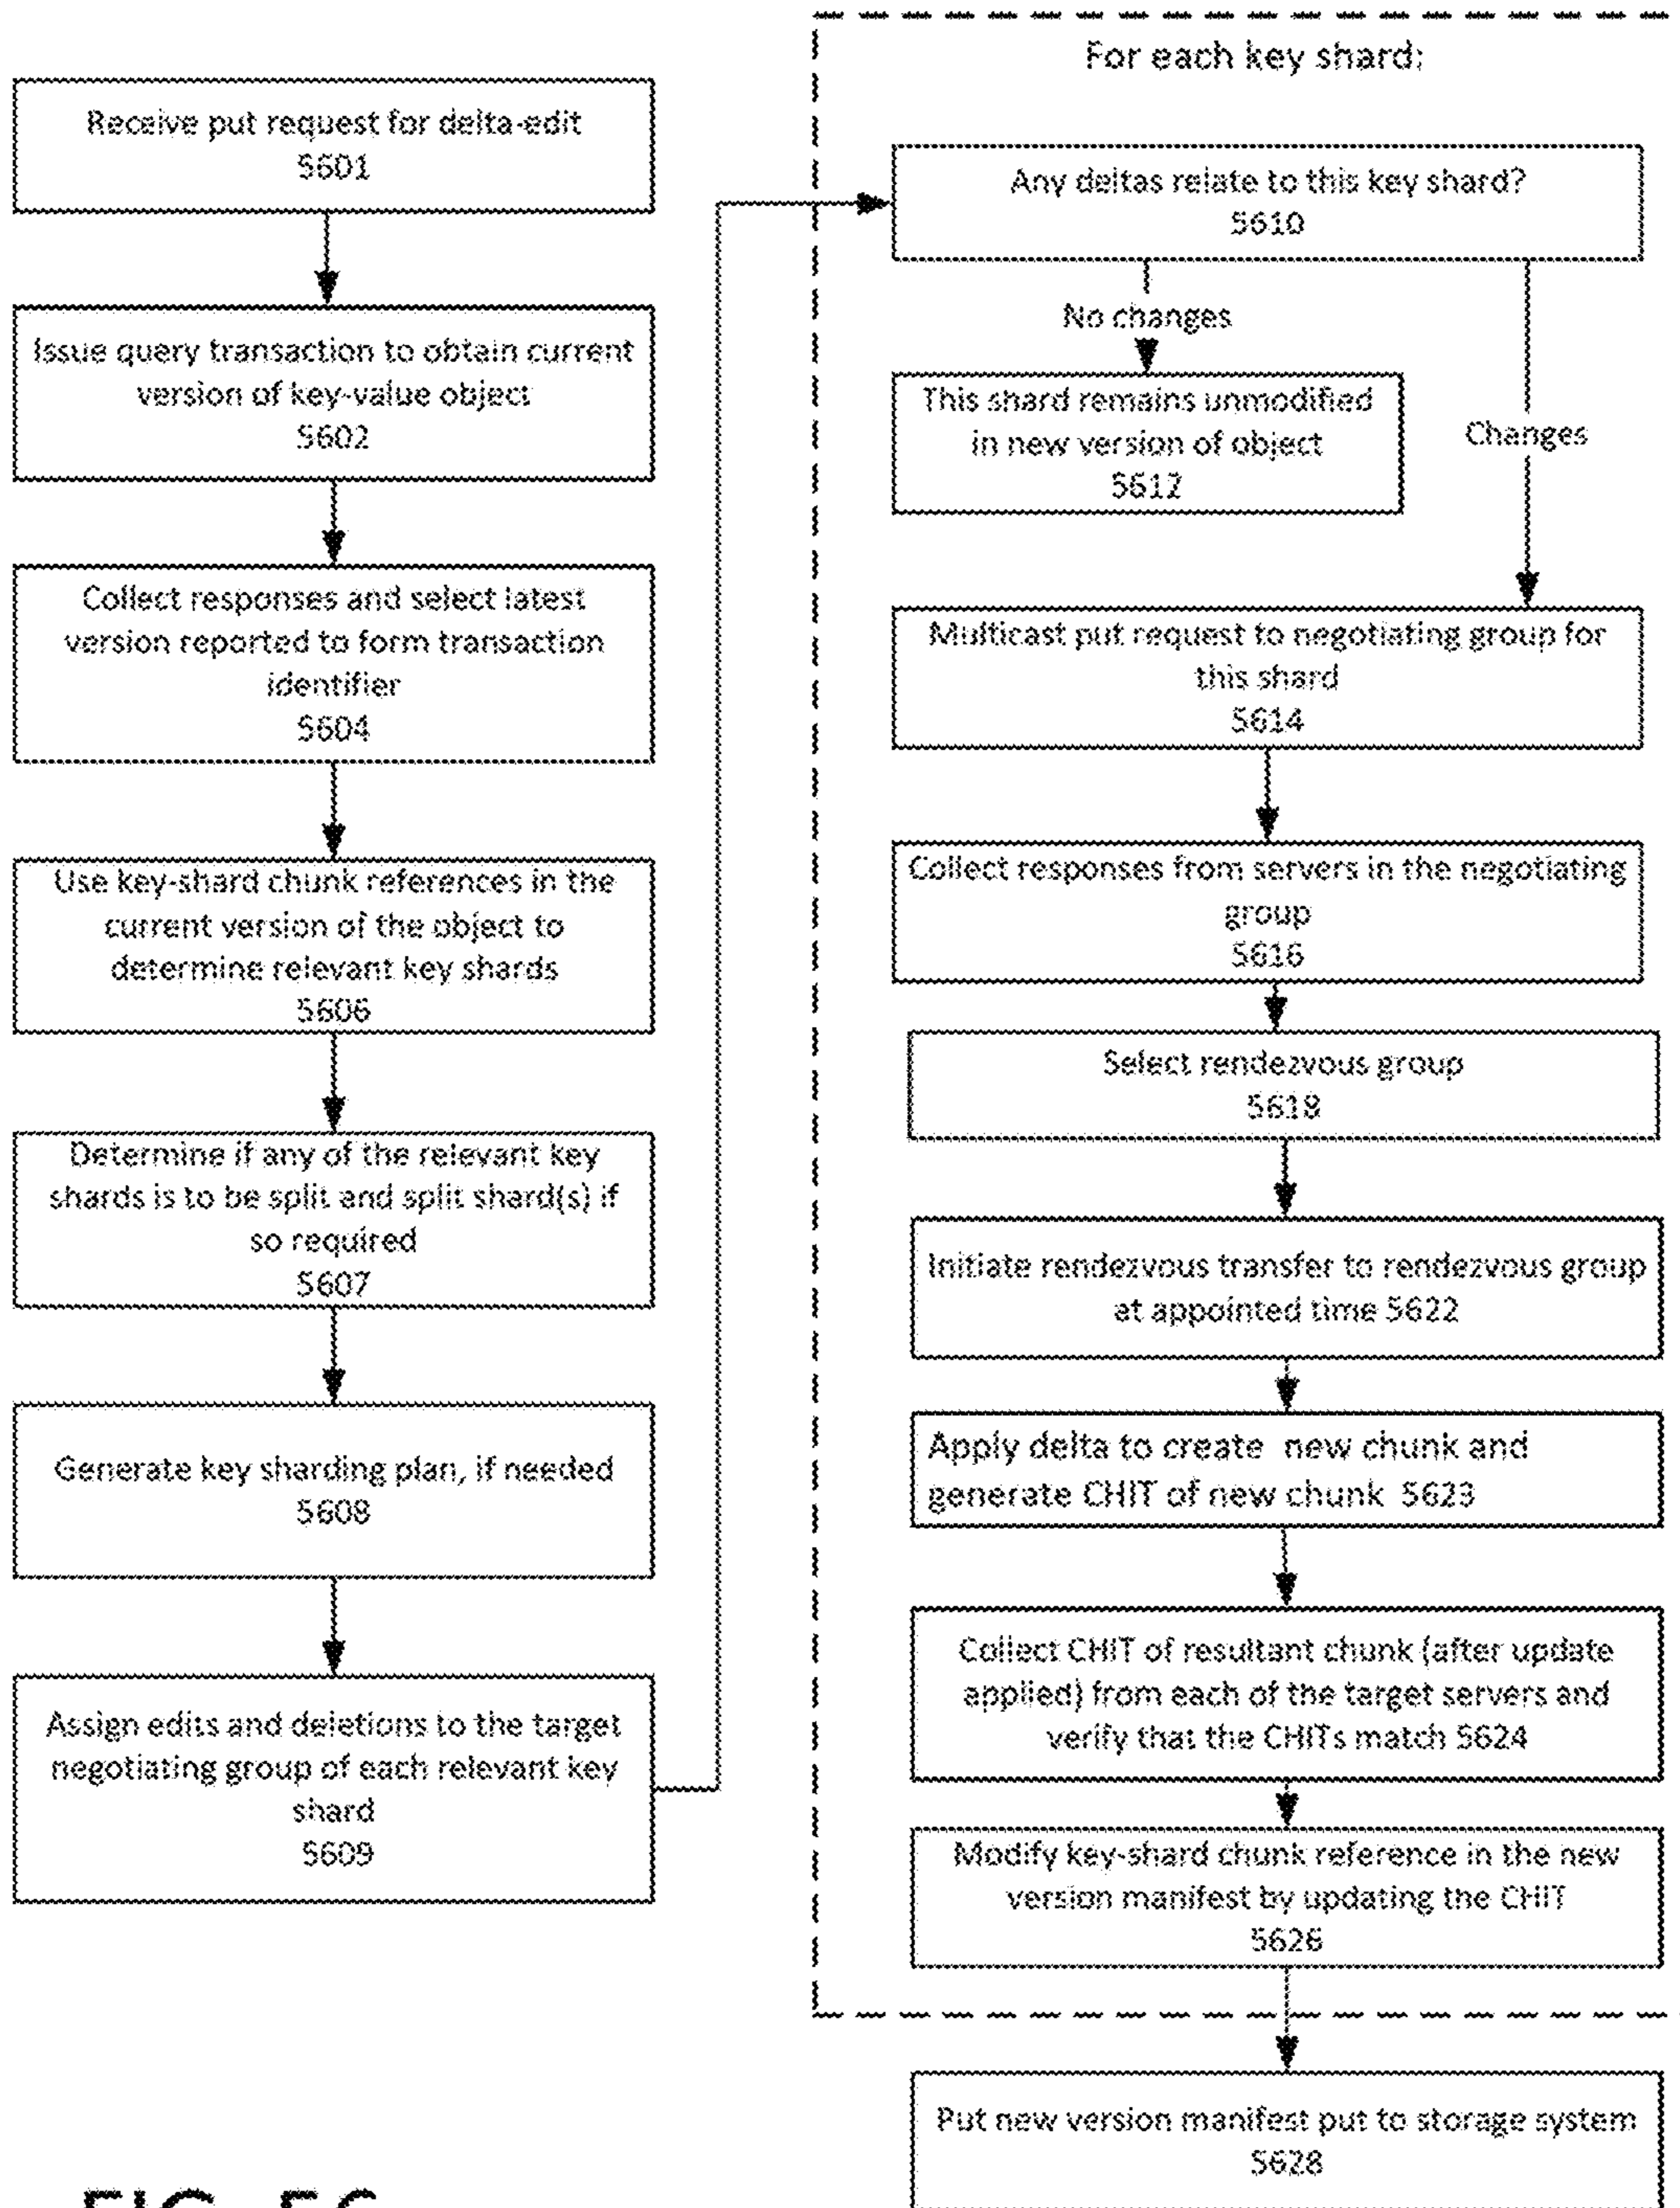 Receive put request for delta-edit
5601
Issue query transaction to obtain current
version of key-value object
5602
Collect responses and select latest
version reported to form transaction
identifier
5604
Use key-shard chunk references in the
current version of the object to
determine relevant key shards
5606
Determine if any of the relevant key
shards is to be split and split shard(s) if
so required
5607
Generate key sharding plan, if needed
5608
Assign edits and deletions to the target
negotiating group of each relevant key
shard
5609
For each key shard:
Any deltas relate to this key shard?
5610
No changes
This shard remains unmodified
in new version of object
5612
Changes
Multicast put request to negotiating group for
this shard
5614
Collect responses from servers in the negotiating
group
5616
Select rendezvous group
5618
Initiate rendezvous transfer to rendezvous group
at appointed time 5622
Apply delta to create new chunk and
generate CHIT of new chunk 5623
Collect CHIT of resultant chunk (after update
applied) from each of the target servers and
verify that the CHITs match 5624
Modify key-shard chunk reference in the new
version manifest by updating the CHIT
5626
Put new version manifest put to storage system
5628
FIG. 56